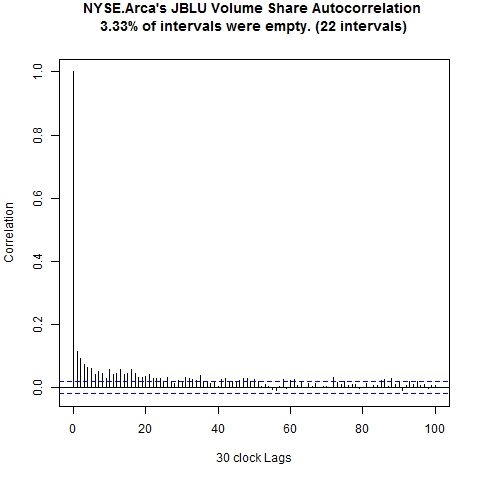 NYSE.Arca's JBLU Volume Share Autocorrelation
3.33% of intervals were empty. (22 intervals)
1.0
0.8
0.6
0.4
0.2
0.0
Correlation
0 20 40 60 80 100
30 clock Lags